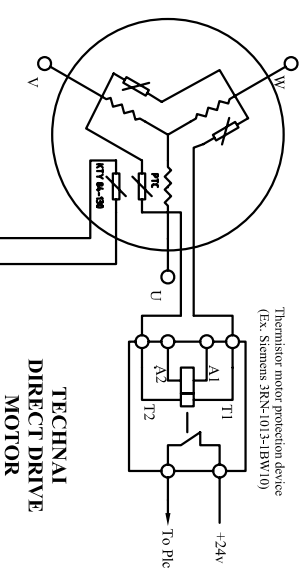 Thermistor motor protection device
(Ex. Siemens 3RN-1013-1BW10)
W
V
U
PTC
KTY 84-130
A1
A2
T1
T2
+24v
To Plc
TECHNAI
DIRECT DRIVE
MOTOR